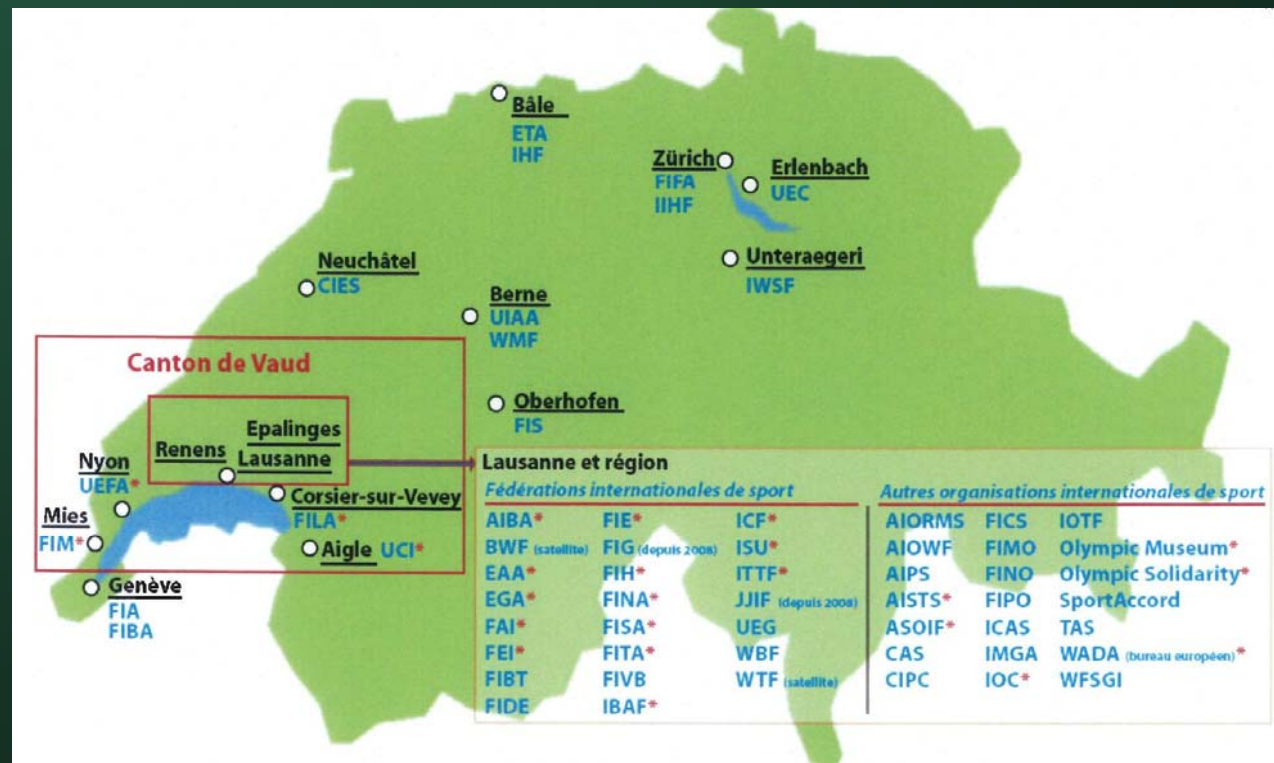 Bâle
ETA
IHF
Zürich
FIFA
IIHF
Erlenbach
UEC
Unteraegeri
IWSF
Neuchâtel
CIES
Berne
UIAA
WMF
Oberhofen
FIS
Canton de Vaud
Epalinges
Renens
Lausanne
Nyon
UEFA*
Corsier-sur-Vevey
FILA*
Mies
FIM*
Aigle UCI*
Genève
FIA
FIBA
Lausanne et région
Fédérations internationales de sport
AIBA* FIE* ICF*
BWF (satellite) FIG (depuis 2008) ISU*
EAA* FIH* ITTF*
EGA* FINA* JJIF (depuis 2008)
FAI* FISA* UEG
FEI* FITA* WBF
FIBT FIVB WTF (satellite)
FIDE IBAF*
Autres organisations internationales de sport
AIORMS FICS IOTF
AIOWF FIMO Olympic Museum*
AIPS FINO Olympic Solidarity*
AISTS* FIPO SportAccord
ASOIF* ICAS TAS
CAS IMGA WADA (bureau européen)*
CIPC IOC* WFSGI